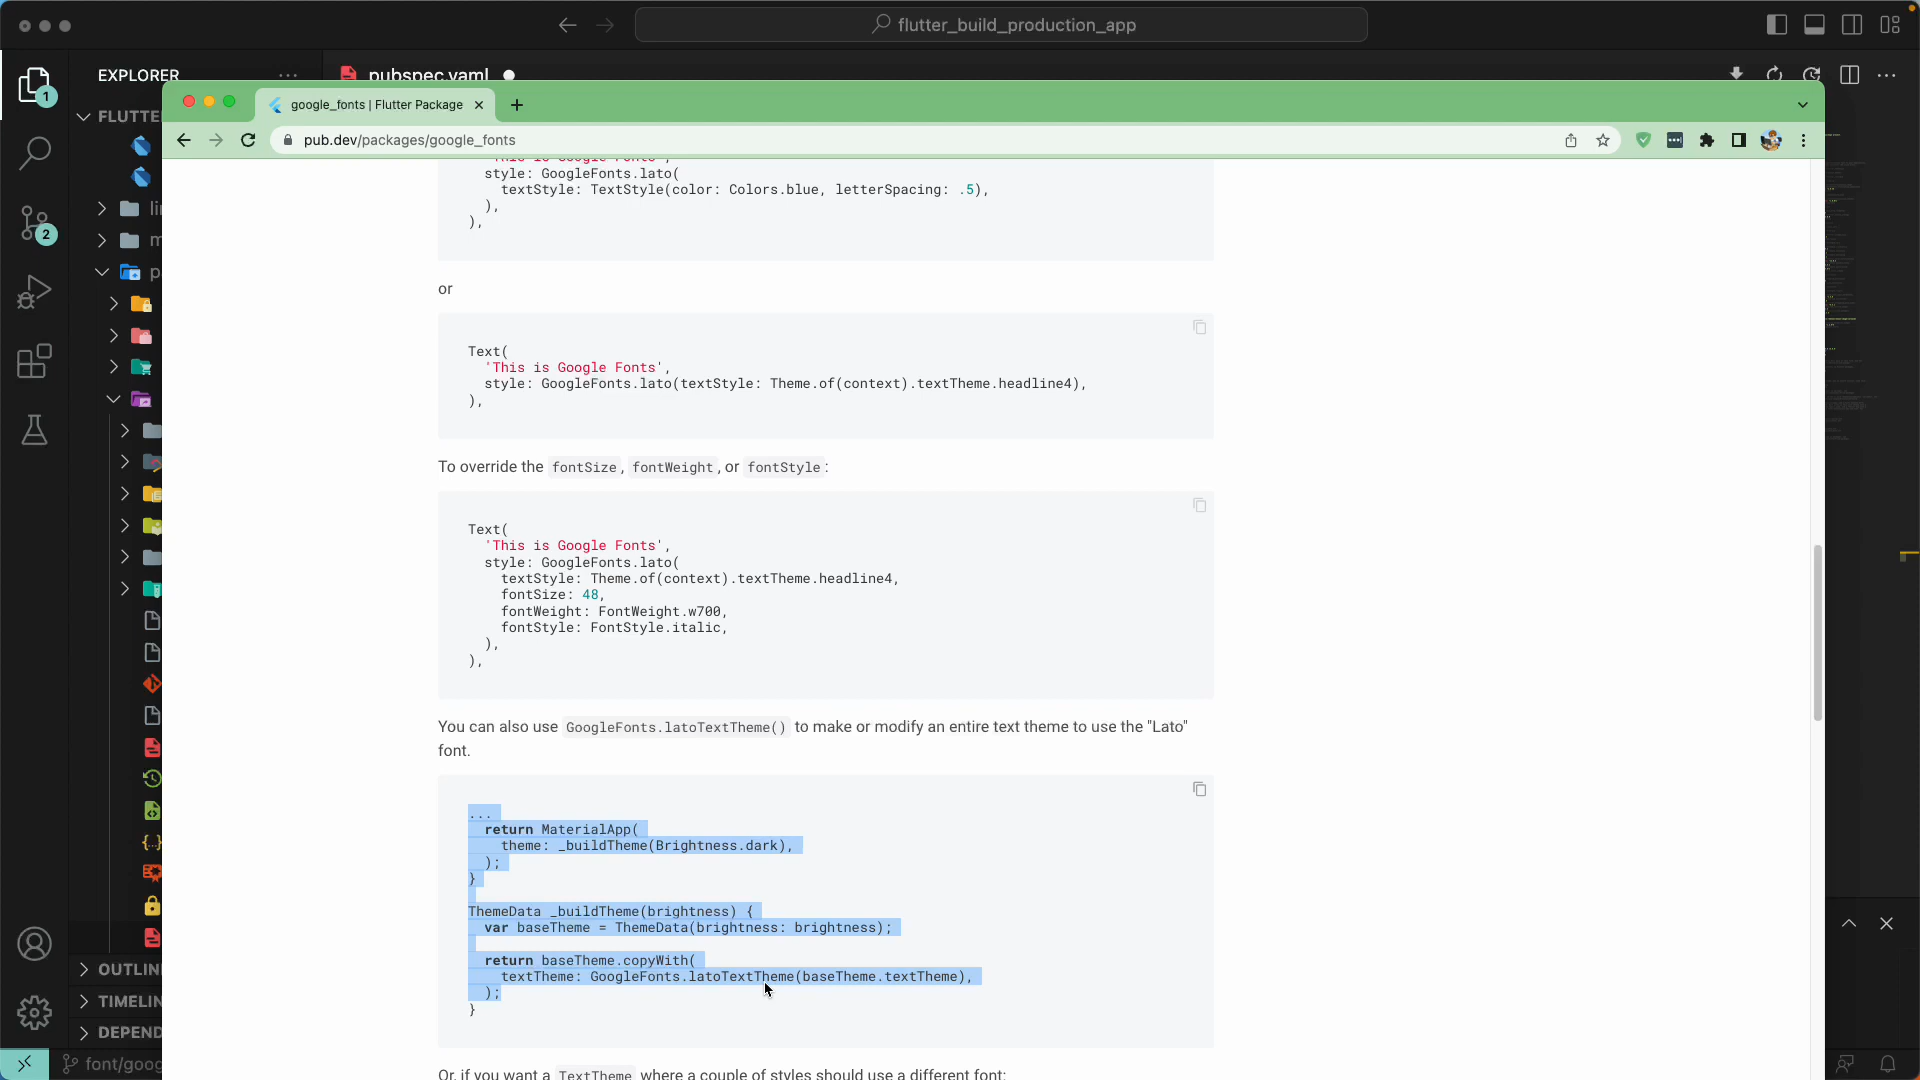 flutter_build_production_app
EXPLORER
pubspec.yaml
1
FLUTTE
google_fonts | Flutter Package
pub.dev/packages/google_fonts
'This is Google Fonts',
style: GoogleFonts.lato(
textStyle: TextStyle(color: Colors.blue, letterSpacing: .5),
),
),
2
or
Text(
'This is Google Fonts',
style: GoogleFonts.lato(textStyle: Theme.of(context).textTheme.headline4),
),
To override the fontSize, fontWeight, or fontStyle:
Text(
'This is Google Fonts',
style: GoogleFonts.lato(
textStyle: Theme.of(context).textTheme.headline4,
fontSize: 48,
fontWeight: FontWeight.w700,
fontStyle: FontStyle.italic,
),
),
You can also use GoogleFonts.latoTextTheme() to make or modify an entire text theme to use the "Lato"
font.
...
return MaterialApp(
theme: _buildTheme(Brightness.dark),
);
}
ThemeData _buildTheme(brightness) {
var baseTheme = ThemeData(brightness: brightness);
return baseTheme.copyWith(
textTheme: GoogleFonts.latoTextTheme(baseTheme.textTheme),
);
}
OUTLIN
TIMELIN
DEPEND
font/goog
Or, if you want a TextTheme where a couple of styles should use a different font: